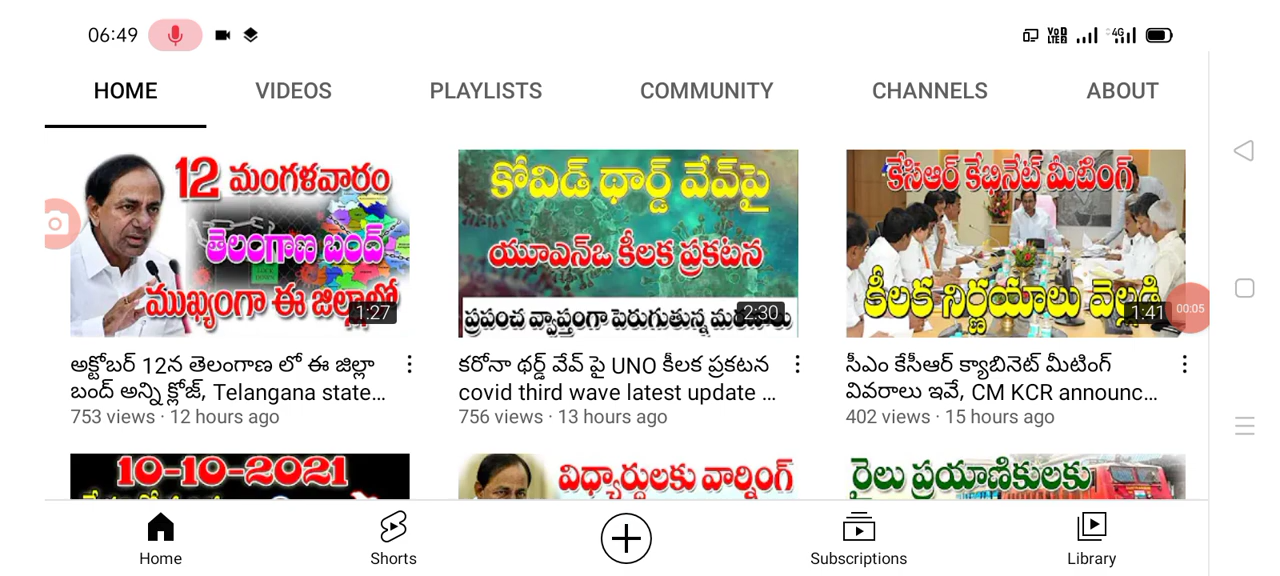 06:49
VoD LTE2 4G
HOME VIDEOS PLAYLISTS COMMUNITY CHANNELS ABOUT
12 మంగళవారం
తెలంగాణ బంద్
ముఖ్యంగా ఈ జిల్లాలో
1:27
కోవిడ్ థార్డ్ వేవ్‌పై
యూఎన్ఒ కీలక ప్రకటన
ప్రపంచ వ్యాప్తంగా పెరుగుతున్న
2:30
కేసిఆర్ కేభినేట్ మీటింగ్
కీలక నిర్ణయాలు వెల్లడి
1:41
00:05
అక్టోబర్ 12న తెలంగాణ లో ఈ జిల్లా
బంద్ అన్ని క్లోజ్, Telangana state...
753 views · 12 hours ago
కరోనా థర్డ్ వేవ్ పై UNO కీలక ప్రకటన
covid third wave latest update ...
756 views · 13 hours ago
సీఎం కేసీఆర్ క్యాబినెట్ మీటింగ్
వివరాలు ఇవే, CM KCR announc...
402 views · 15 hours ago
10-10-2021
విధ్యార్దులకు వార్నింగ్
రైలు ప్రయాణికులకు
Home Shorts Subscriptions Library